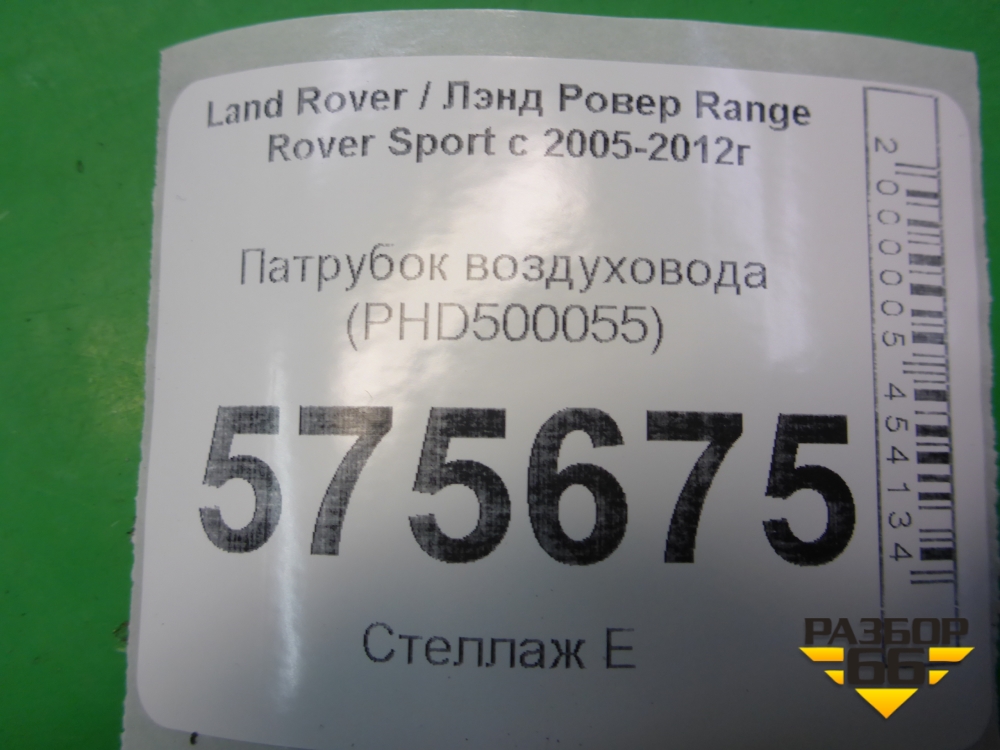 Land Rover / Лэнд Ровер Range
Rover Sport с 2005-2012г
Патрубок воздуховода
(PHD500055)
575675
Стеллаж Е
2000005454134
РАЗБОР
66